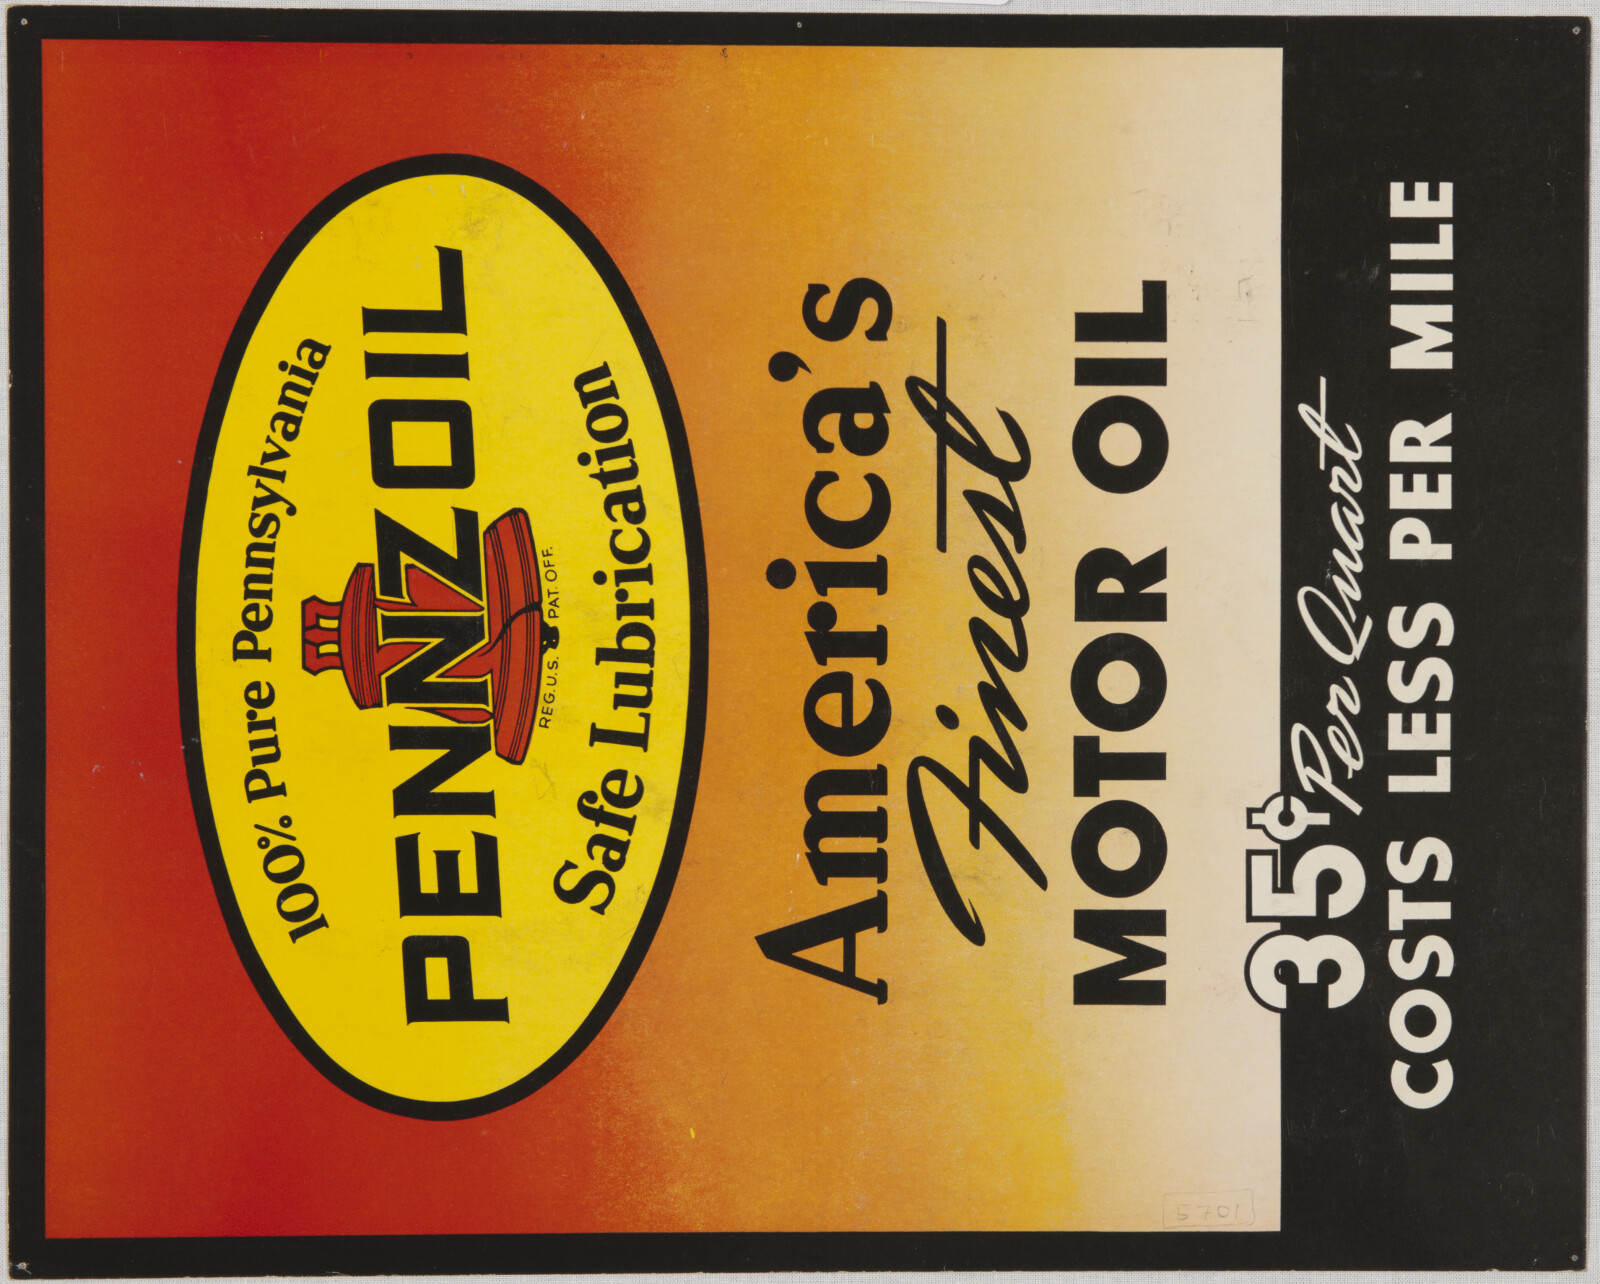 100% Pure Pennsylvania
PENNZOIL
REG. U.S. PAT. OFF.
Safe Lubrication
America's
Finest
MOTOR OIL
35¢ Per Quart
COSTS LESS PER MILE
5701